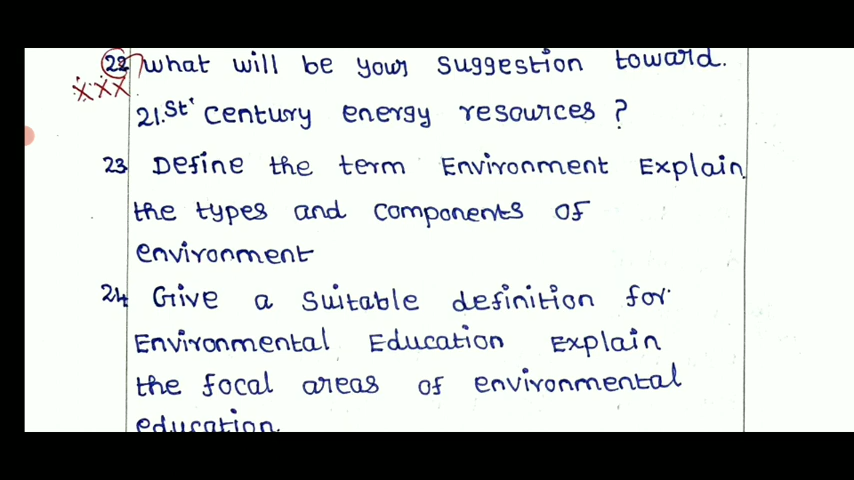 22 What will be your Suggestion toward.
XXX
21.St' Century energy resources ?
23 Define the term Environment Explain
the types and components of
environment
24 Give a Suitable definition for
Environmental Education Explain
the focal areas of environmental
education.